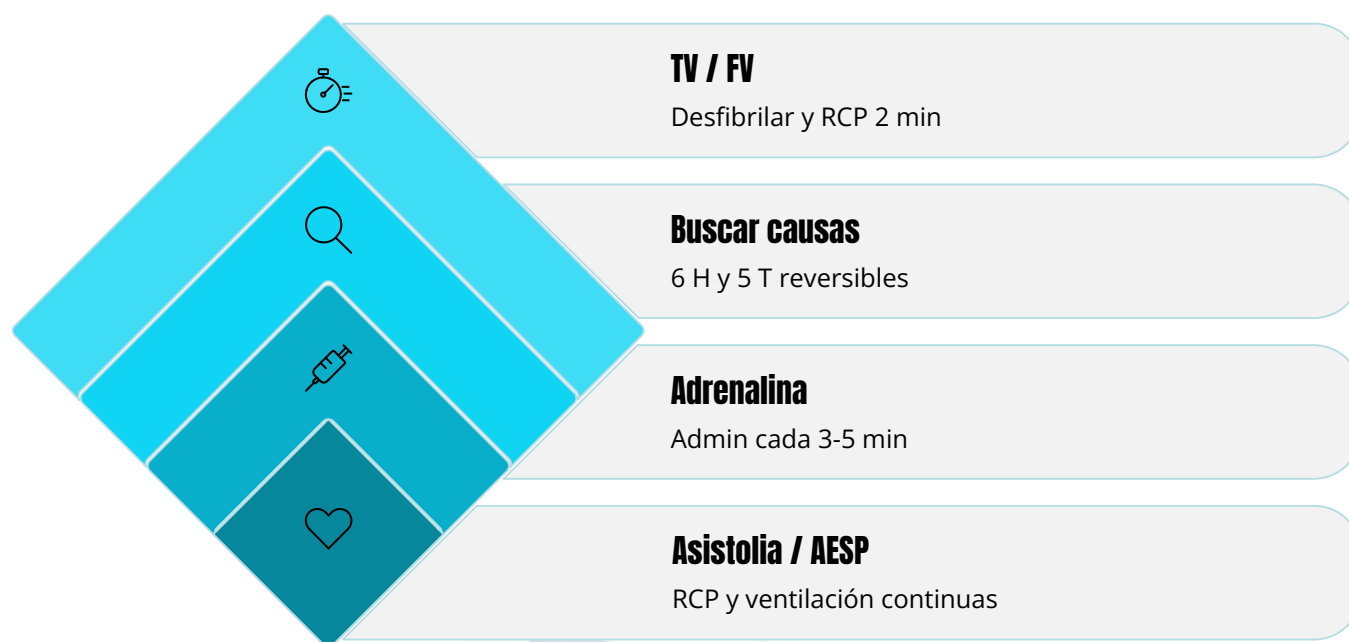 TV / FV
Desfibrilar y RCP 2 min
Buscar causas
6 H y 5 T reversibles
Adrenalina
Admin cada 3-5 min
Asistolia / AESP
RCP y ventilación continuas